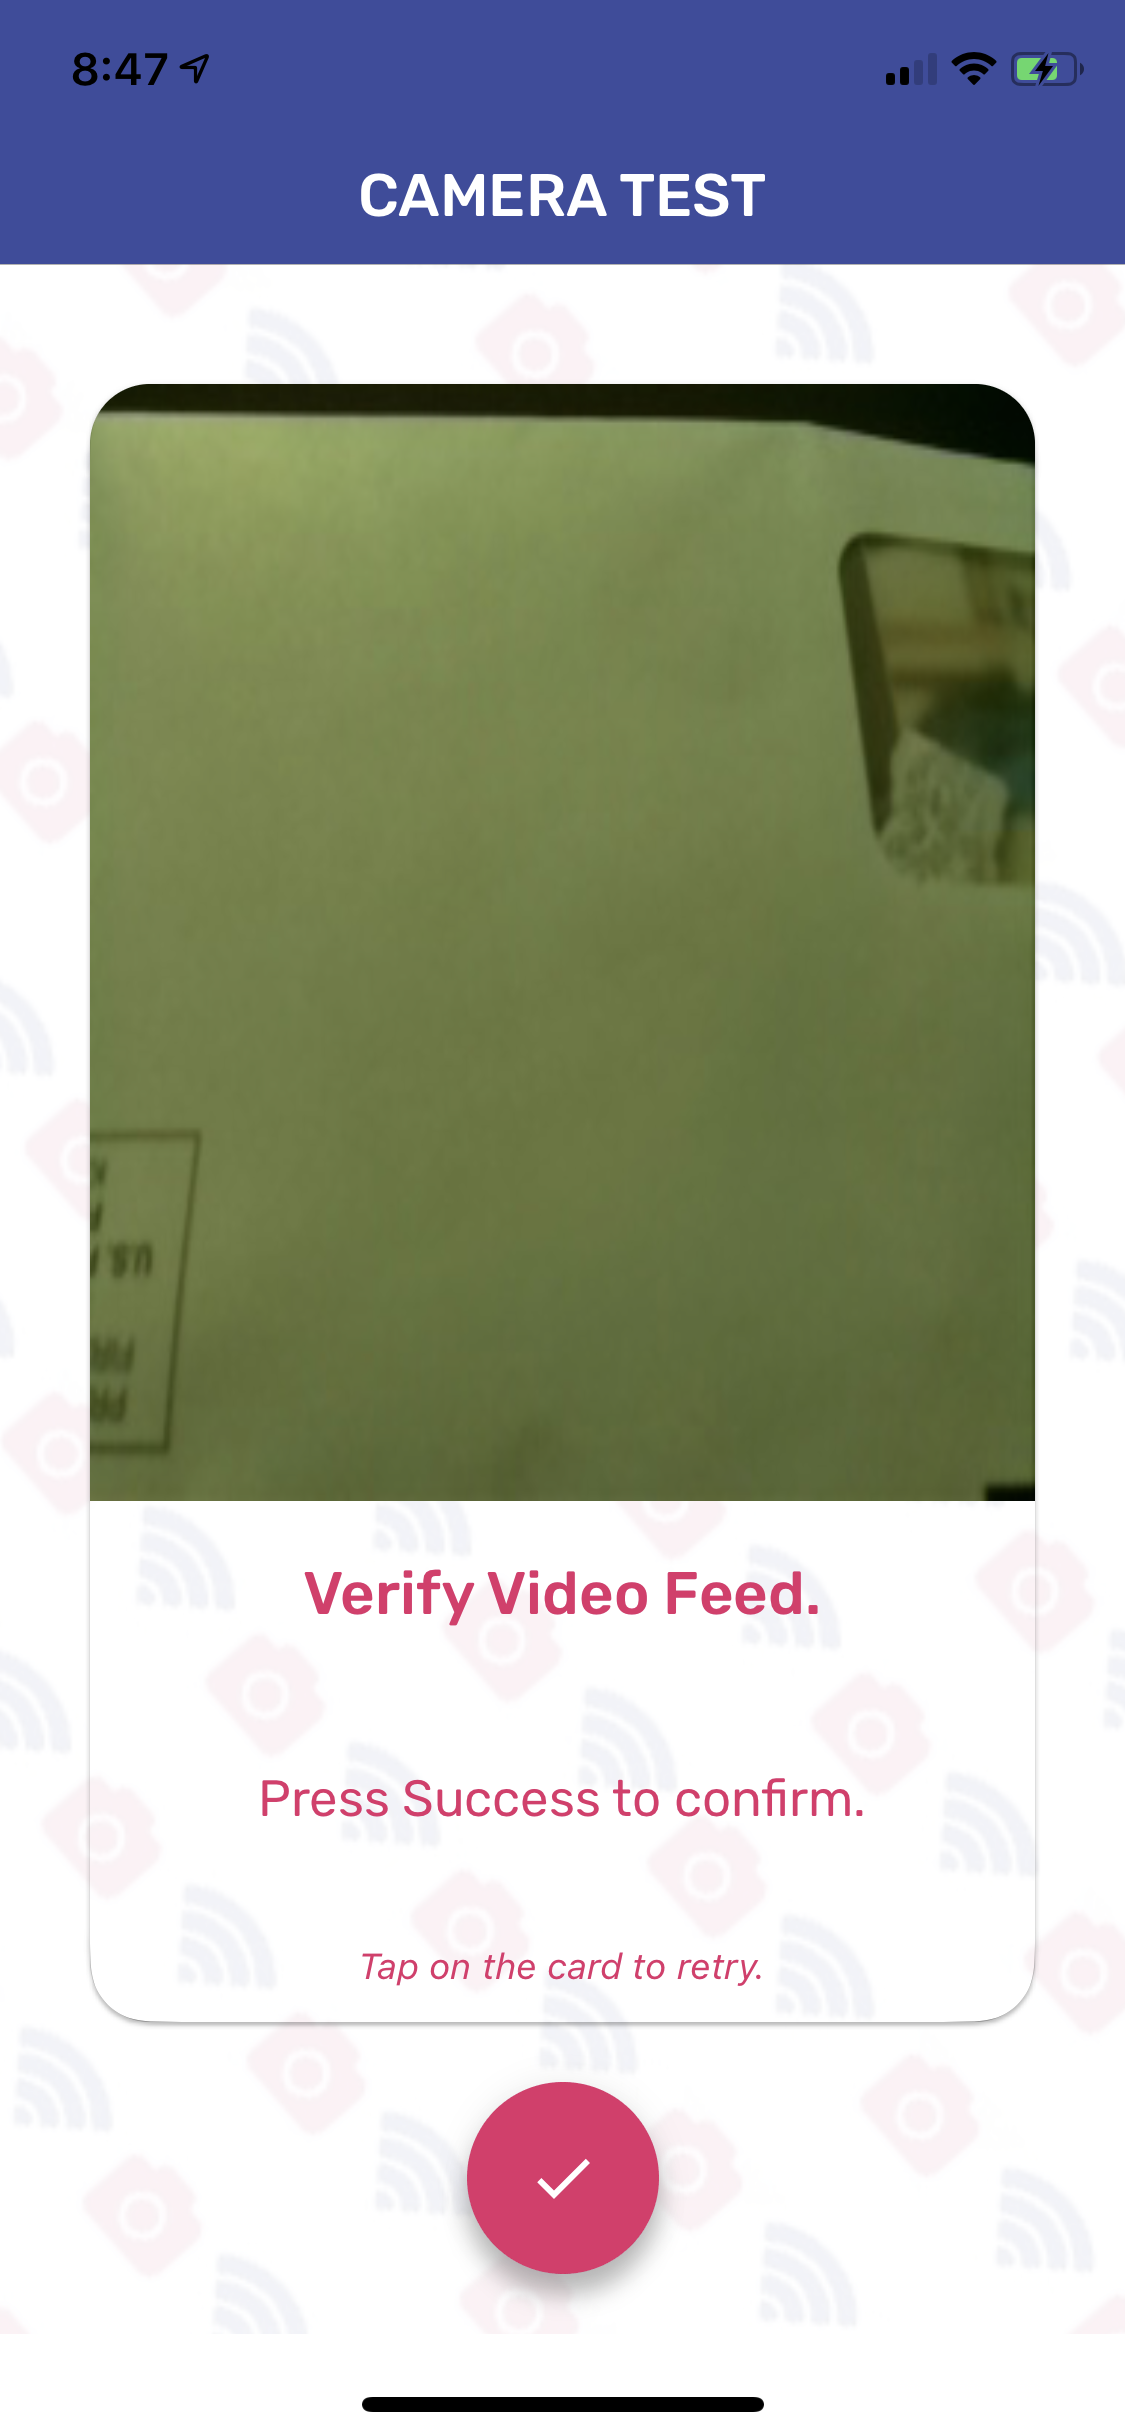 8:47
CAMERA TEST
U.S.
Verify Video Feed.
Press Success to confirm.
Tap on the card to retry.